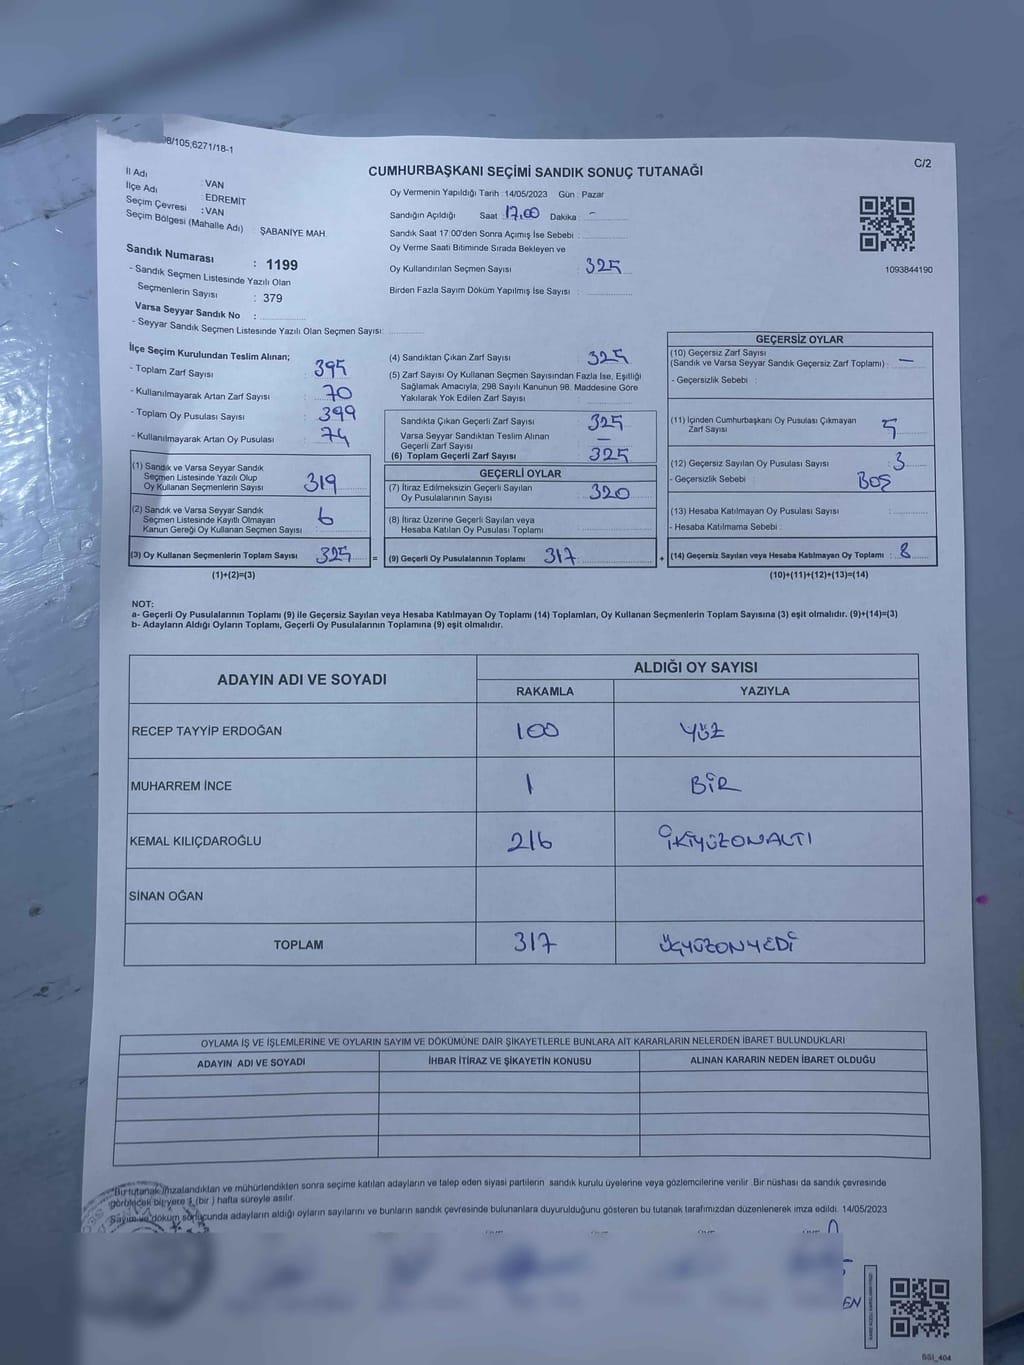 98/105,6271/18-1
C/2
CUMHURBAŞKANI SEÇİMİ SANDIK SONUÇ TUTANAĞI
İl Adı : VAN
İlçe Adı : EDREMİT
Seçim Çevresi : VAN
Seçim Bölgesi (Mahalle Adı) : ŞABANİYE MAH.
Sandık Numarası : 1199
- Sandık Seçmen Listesinde Yazılı Olan
Seçmenlerin Sayısı : 379
Varsa Seyyar Sandık No :
- Seyyar Sandık Seçmen Listesinde Yazılı Olan Seçmen Sayısı:
Oy Vermenin Yapıldığı Tarih : 14/05/2023 Gün : Pazar
Sandığın Açıldığı Saat : 17.00 Dakika : -
Sandık Saat 17:00'den Sonra Açımış İse Sebebi :
Oy Verme Saati Bitiminde Sırada Bekleyen ve
Oy Kullandırılan Seçmen Sayısı : 325
Birden Fazla Sayım Döküm Yapılmış İse Sayısı :
1093844190
İlçe Seçim Kurulundan Teslim Alınan;
- Toplam Zarf Sayısı : 395
- Kullanılmayarak Artan Zarf Sayısı : 70
- Toplam Oy Pusulası Sayısı : 399
- Kullanılmayarak Artan Oy Pusulası : 74
(1) Sandık ve Varsa Seyyar Sandık
Seçmen Listesinde Yazılı Olup
Oy Kullanan Seçmenlerin Sayısı : 319
(2) Sandık ve Varsa Seyyar Sandık
Seçmen Listesinde Kayıtlı Olmayan
Kanun Gereği Oy Kullanan Seçmen Sayısı : 6
(3) Oy Kullanan Seçmenlerin Toplam Sayısı : 325 =
(1)+(2)=(3)
(4) Sandıktan Çıkan Zarf Sayısı : 325
(5) Zarf Sayısı Oy Kullanan Seçmen Sayısından Fazla İse, Eşitliği
Sağlamak Amacıyla, 298 Sayılı Kanunun 98. Maddesine Göre
Yakılarak Yok Edilen Zarf Sayısı :
Sandıkta Çıkan Geçerli Zarf Sayısı : 325
Varsa Seyyar Sandıktan Teslim Alınan
Geçerli Zarf Sayısı : -
(6) Toplam Geçerli Zarf Sayısı : 325
GEÇERLİ OYLAR
(7) İtiraz Edilmeksizin Geçerli Sayılan
Oy Pusulalarının Sayısı : 320
(8) İtiraz Üzerine Geçerli Sayılan veya
Hesaba Katılan Oy Pusulası Toplamı :
(9) Geçerli Oy Pusulalarının Toplamı : 317 +
GEÇERSİZ OYLAR
(10) Geçersiz Zarf Sayısı
(Sandık ve Varsa Seyyar Sandık Geçersiz Zarf Toplamı) : -
- Geçersizlik Sebebi :
(11) İçinden Cumhurbaşkanı Oy Pusulası Çıkmayan
Zarf Sayısı : 5
(12) Geçersiz Sayılan Oy Pusulası Sayısı : 3
- Geçersizlik Sebebi : BOŞ
(13) Hesaba Katılmayan Oy Pusulası Sayısı :
- Hesaba Katılmama Sebebi :
(14) Geçersiz Sayılan veya Hesaba Katılmayan Oy Toplamı : 8
(10)+(11)+(12)+(13)=(14)
NOT:
a- Geçerli Oy Pusulalarının Toplamı (9) ile Geçersiz Sayılan veya Hesaba Katılmayan Oy Toplamı (14) Toplamları, Oy Kullanan Seçmenlerin Toplam Sayısına (3) eşit olmalıdır. (9)+(14)=(3)
b- Adayların Aldığı Oyların Toplamı, Geçerli Oy Pusulalarının Toplamına (9) eşit olmalıdır.
ADAYIN ADI VE SOYADI
ALDIĞI OY SAYISI
RAKAMLA YAZIYLA
RECEP TAYYİP ERDOĞAN 100 YÜZ
MUHARREM İNCE 1 BİR
KEMAL KILIÇDAROĞLU 216 İKİYÜZONALTI
SİNAN OĞAN
TOPLAM 317 ÜÇYÜZONYEDİ
OYLAMA İŞ VE İŞLEMLERİNE VE OYLARIN SAYIM VE DÖKÜMÜNE DAİR ŞİKAYETLERLE BUNLARA AİT KARARLARIN NELERDEN İBARET BULUNDUKLARI
ADAYIN ADI VE SOYADI İHBAR İTİRAZ VE ŞİKAYETİN KONUSU ALINAN KARARIN NEDEN İBARET OLDUĞU
Bu tutanak imzalandıktan ve mühürlendikten sonra seçime katılan adayların ve talep eden siyasi partilerin sandık kurulu üyelerine veya gözlemcilerine verilir. Bir nüshası da sandık çevresinde
görülebilecek bir yere 1 (bir) hafta süreyle asılır.
Sayım ve döküm sonucunda adayların aldığı oyların sayılarını ve bunların sandık çevresinde bulunanlara duyurulduğunu gösteren bu tutanak tarafımızdan düzenlenerek imza edildi. 14/05/2023
EN
SSI_404